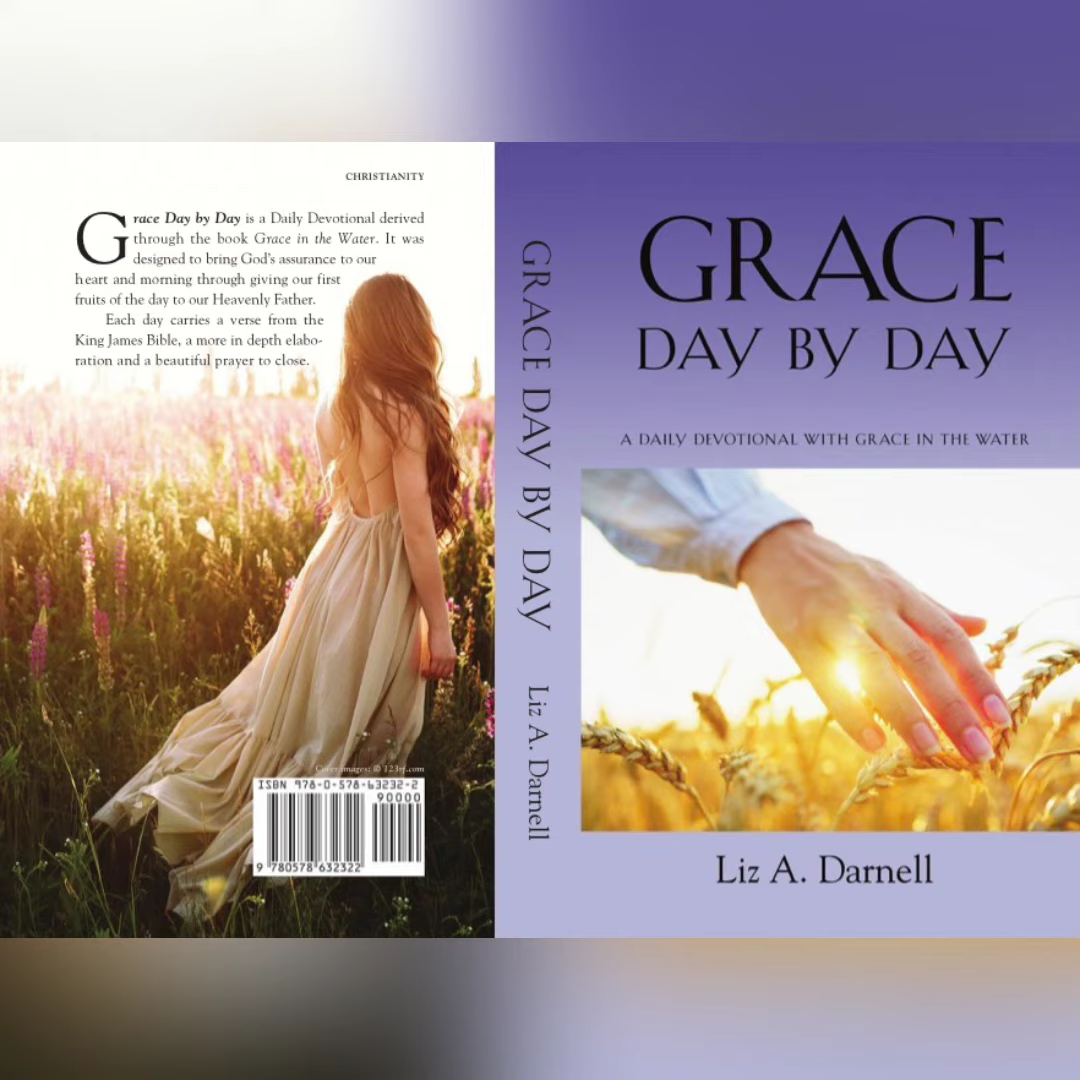 CHRISTIANITY
Grace Day by Day is a Daily Devotional derived
through the book Grace in the Water. It was
designed to bring God's assurance to our
heart and morning through giving our first
fruits of the day to our Heavenly Father.
Each day carries a verse from the
King James Bible, a more in depth elabo-
ration and a beautiful prayer to close.
Cover images: © 123rf.com
ISBN 978-0-578-63232-2
90000
9 780578 632322
GRACE DAY BY DAY Liz A. Darnell
GRACE
DAY BY DAY
A DAILY DEVOTIONAL WITH GRACE IN THE WATER
Liz A. Darnell